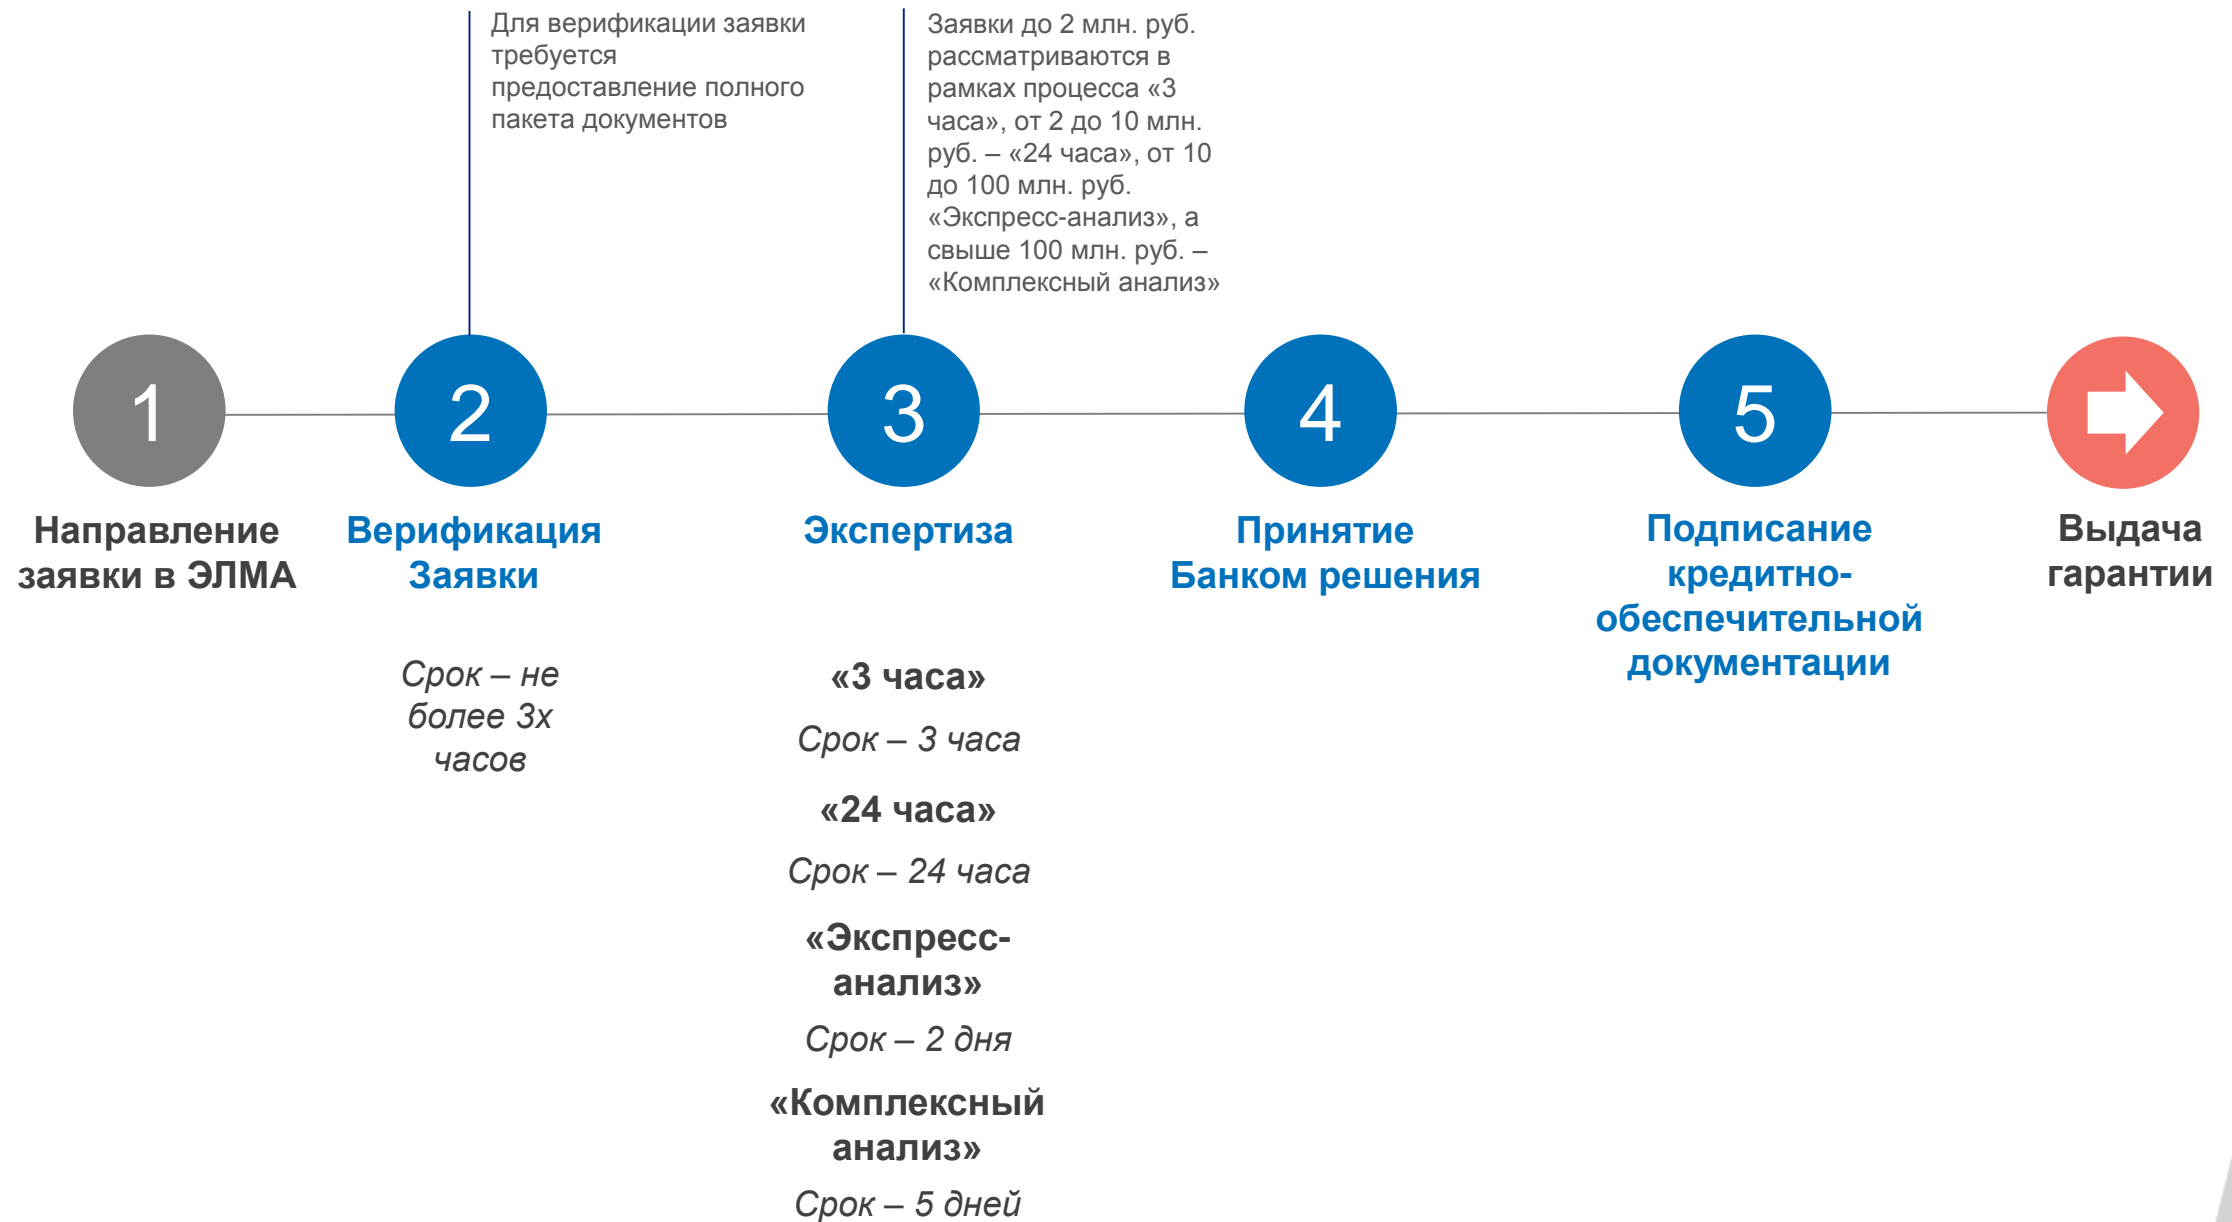 Для верификации заявки
требуется
предоставление полного
пакета документов
Заявки до 2 млн. руб.
рассматриваются в
рамках процесса «3
часа», от 2 до 10 млн.
руб. – «24 часа», от 10
до 100 млн. руб.
«Экспресс-анализ», а
свыше 100 млн. руб. –
«Комплексный анализ»
1
2
3
4
5
Направление
заявки в ЭЛМА
Верификация
Заявки
Срок – не
более 3х
часов
Экспертиза
«3 часа»
Срок – 3 часа
«24 часа»
Срок – 24 часа
«Экспресс-
анализ»
Срок – 2 дня
«Комплексный
анализ»
Срок – 5 дней
Принятие
Банком решения
Подписание
кредитно-
обеспечительной
документации
Выдача
гарантии